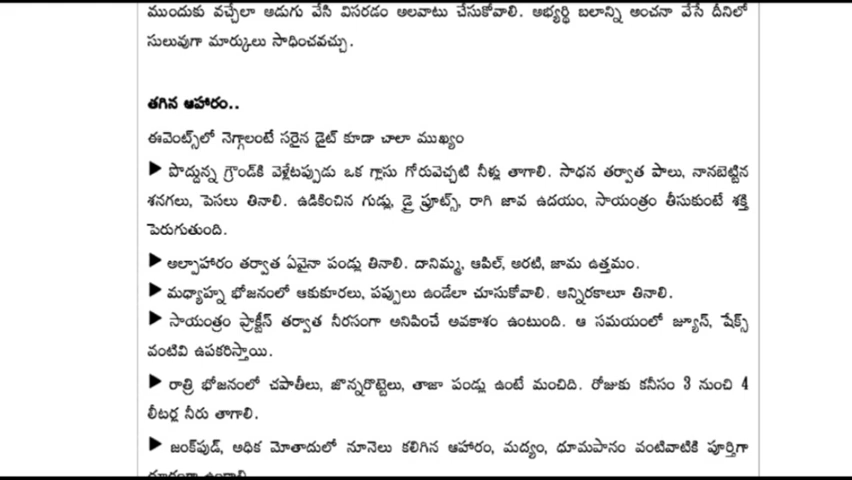 ముందుకు వచ్చేలా అడుగు వేసి విసరడం అలవాటు చేసుకోవాలి. అభ్యర్థి బలాన్ని అంచనా వేసే దీనిలో
సులువుగా మార్కులు సాధించవచ్చు.
తగిన ఆహారం..
ఈవెంట్స్‌లో నెగ్గాలంటే సరైన డైట్ కూడా చాలా ముఖ్యం
► పొద్దున్న గ్రౌండ్‌కి వెళ్లేటప్పుడు ఒక గ్లాసు గోరువెచ్చటి నీళ్లు తాగాలి. సాధన తర్వాత పాలు, నానబెట్టిన
శనగలు, పెసలు తినాలి. ఉడికించిన గుడ్లు, డ్రై ఫ్రూట్స్, రాగి జావ ఉదయం, సాయంత్రం తీసుకుంటే శక్తి
పెరుగుతుంది.
► అల్పాహారం తర్వాత ఏవైనా పండ్లు తినాలి. దానిమ్మ, ఆపిల్, అరటి, జామ ఉత్తమం.
► మధ్యాహ్న భోజనంలో ఆకుకూరలు, పప్పులు ఉండేలా చూసుకోవాలి. అన్నిరకాలూ తినాలి.
► సాయంత్రం ప్రాక్టీస్ తర్వాత నీరసంగా అనిపించే అవకాశం ఉంటుంది. ఆ సమయంలో జ్యూస్, షేక్స్
వంటివి ఉపకరిస్తాయి.
► రాత్రి భోజనంలో చపాతీలు, జొన్నరొట్టెలు, తాజా పండ్లు ఉంటే మంచిది. రోజుకు కనీసం 3 నుంచి 4
లీటర్ల నీరు తాగాలి.
► జంక్‌ఫుడ్, అధిక మోతాదులో నూనెలు కలిగిన ఆహారం, మద్యం, ధూమపానం వంటివాటికి పూర్తిగా